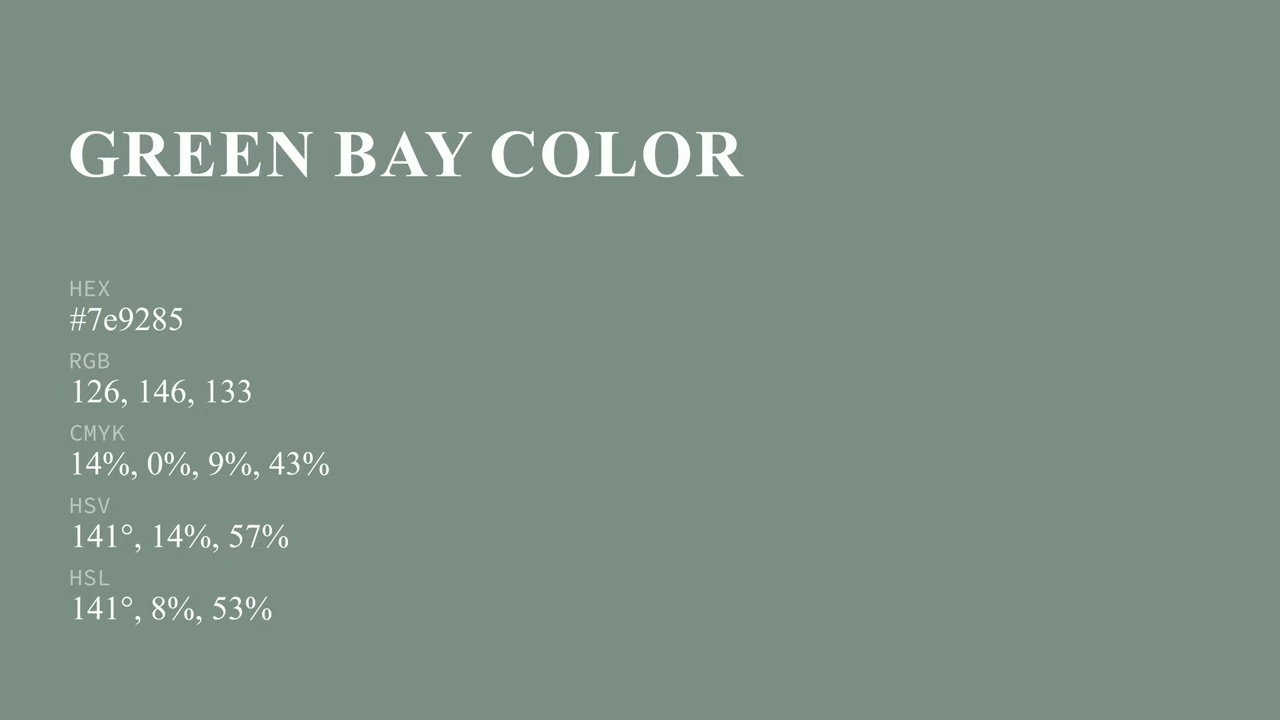 GREEN BAY COLOR
HEX
#7e9285
RGB
126, 146, 133
CMYK
14%, 0%, 9%, 43%
HSV
141°, 14%, 57%
HSL
141°, 8%, 53%